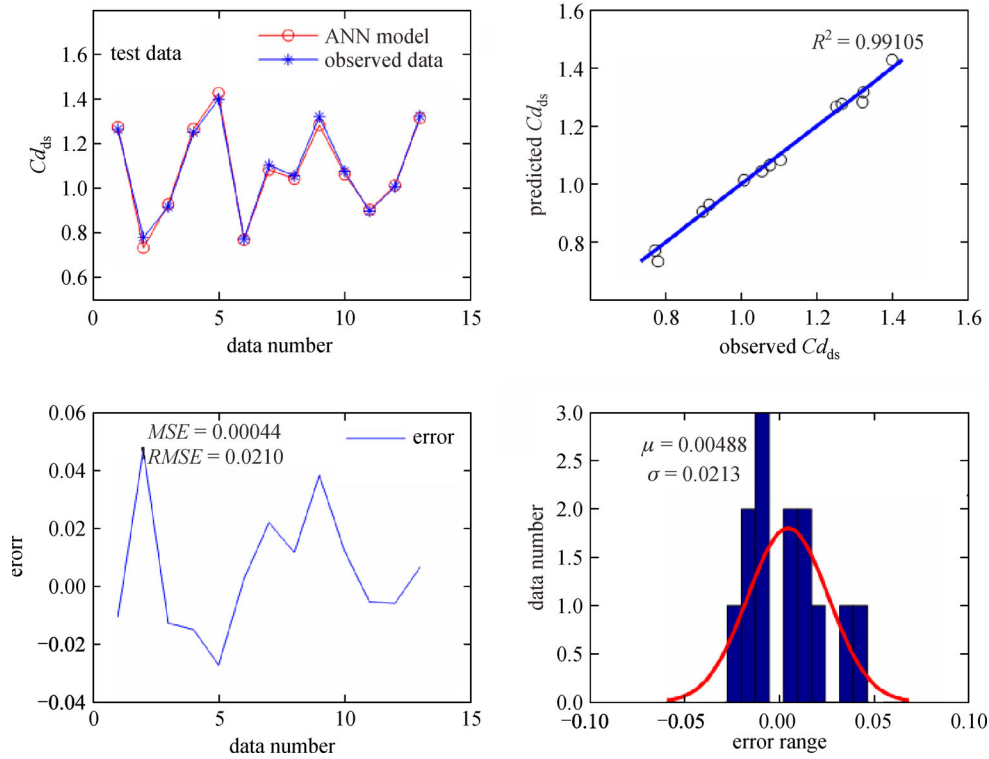 test data
ANN model
observed data
1.6
1.4
1.2
1.0
0.8
0.6
Cd_ds
0
5
10
15
data number
R² = 0.99105
1.6
1.4
1.2
1.0
0.8
predicted Cd_ds
0.8
1.0
1.2
1.4
1.6
observed Cd_ds
MSE = 0.00044
RMSE = 0.0210
error
0.06
0.04
0.02
0.00
−0.02
−0.04
erorr
0
5
10
15
data number
μ = 0.00488
σ = 0.0213
3.0
2.5
2.0
1.5
1.0
0.5
0.0
data number
−0.10
−0.05
0.00
0.05
0.10
error range